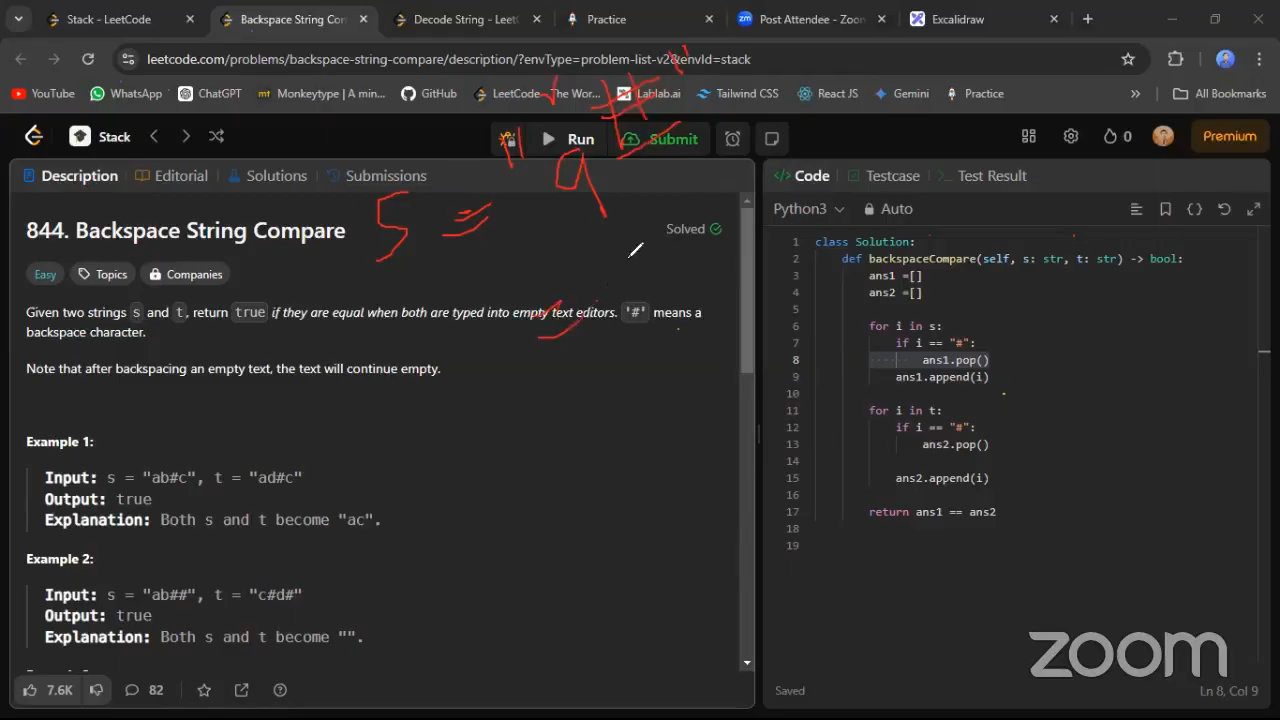 Stack - LeetCode
Backspace String Con
Decode String - LeetC
Practice
Post Attendee - Zoom
Excalidraw
leetcode.com/problems/backspace-string-compare/description/?envType=problem-list-v2&envId=stack
YouTube
WhatsApp
ChatGPT
Monkeytype | A min...
GitHub
LeetCode - The Wor...
Lablab.ai
Tailwind CSS
React JS
Gemini
Practice
All Bookmarks
Stack
Run
Submit
0
Premium
Description
Editorial
Solutions
Submissions
844. Backspace String Compare
Solved
Easy
Topics
Companies
Given two strings s and t, return true if they are equal when both are typed into empty text editors. '#' means a
backspace character.
Note that after backspacing an empty text, the text will continue empty.
Example 1:
Input: s = "ab#c", t = "ad#c"
Output: true
Explanation: Both s and t become "ac".
Example 2:
Input: s = "ab##", t = "c#d#"
Output: true
Explanation: Both s and t become "".
7.6K
82
Code
Testcase
Test Result
Python3
Auto
1 class Solution:
2 def backspaceCompare(self, s: str, t: str) -> bool:
3 ans1 =[]
4 ans2 =[]
5
6 for i in s:
7 if i == "#":
8 ans1.pop()
9 ans1.append(i)
10
11 for i in t:
12 if i == "#":
13 ans2.pop()
14
15 ans2.append(i)
16
17 return ans1 == ans2
18
19
Saved
Ln 8, Col 9
zoom